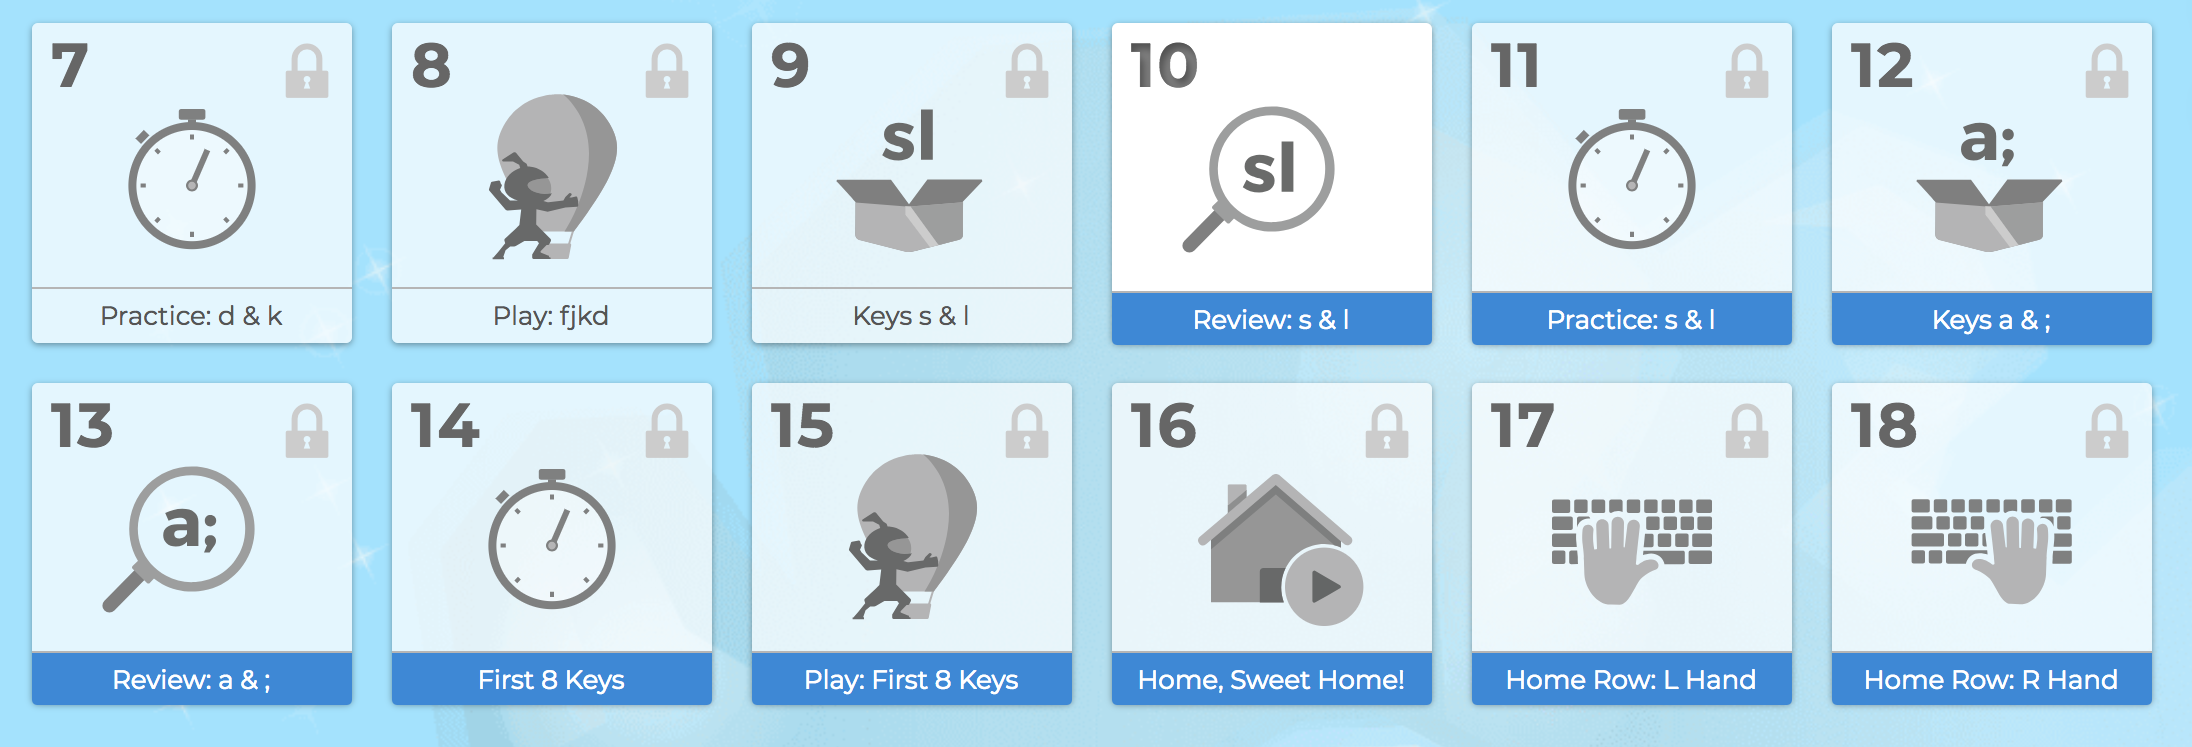 7
8
9
10
11
12
sl
sl
a;
Practice: d & k
Play: fjkd
Keys s & l
Review: s & l
Practice: s & l
Keys a & ;
13
14
15
16
17
18
a;
Review: a & ;
First 8 Keys
Play: First 8 Keys
Home, Sweet Home!
Home Row: L Hand
Home Row: R Hand